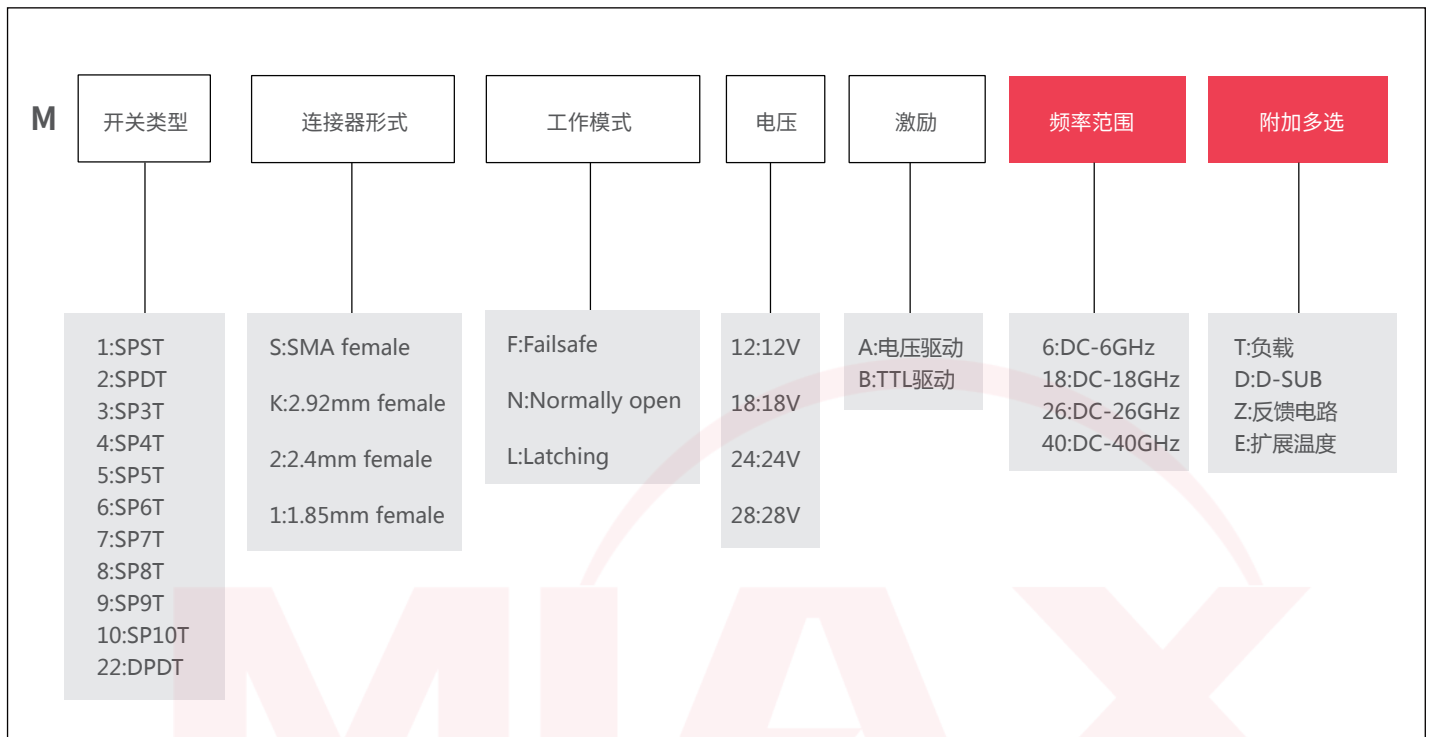 M
开关类型
连接器形式
工作模式
电压
激励
频率范围
附加多选
1:SPST
2:SPDT
3:SP3T
4:SP4T
5:SP5T
6:SP6T
7:SP7T
8:SP8T
9:SP9T
10:SP10T
22:DPDT
S:SMA female
K:2.92mm female
2:2.4mm female
1:1.85mm female
F:Failsafe
N:Normally open
L:Latching
12:12V
18:18V
24:24V
28:28V
A:电压驱动
B:TTL驱动
6:DC-6GHz
18:DC-18GHz
26:DC-26GHz
40:DC-40GHz
T:负载
D:D-SUB
Z:反馈电路
E:扩展温度
MIAX